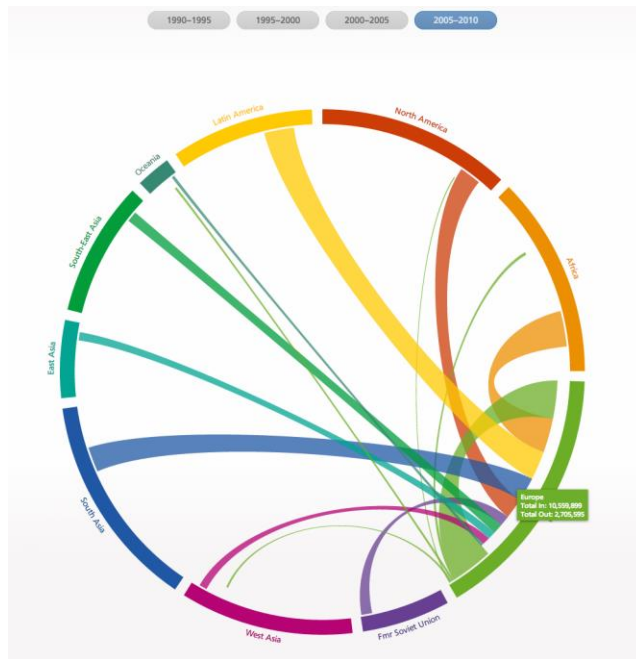 1990–1995
1995–2000
2000–2005
2005–2010
Latin America
North America
Oceania
South-East Asia
Africa
East Asia
South Asia
Europe
Total In: 10,559,899
Total Out: 2,705,595
West Asia
Fmr Soviet Union